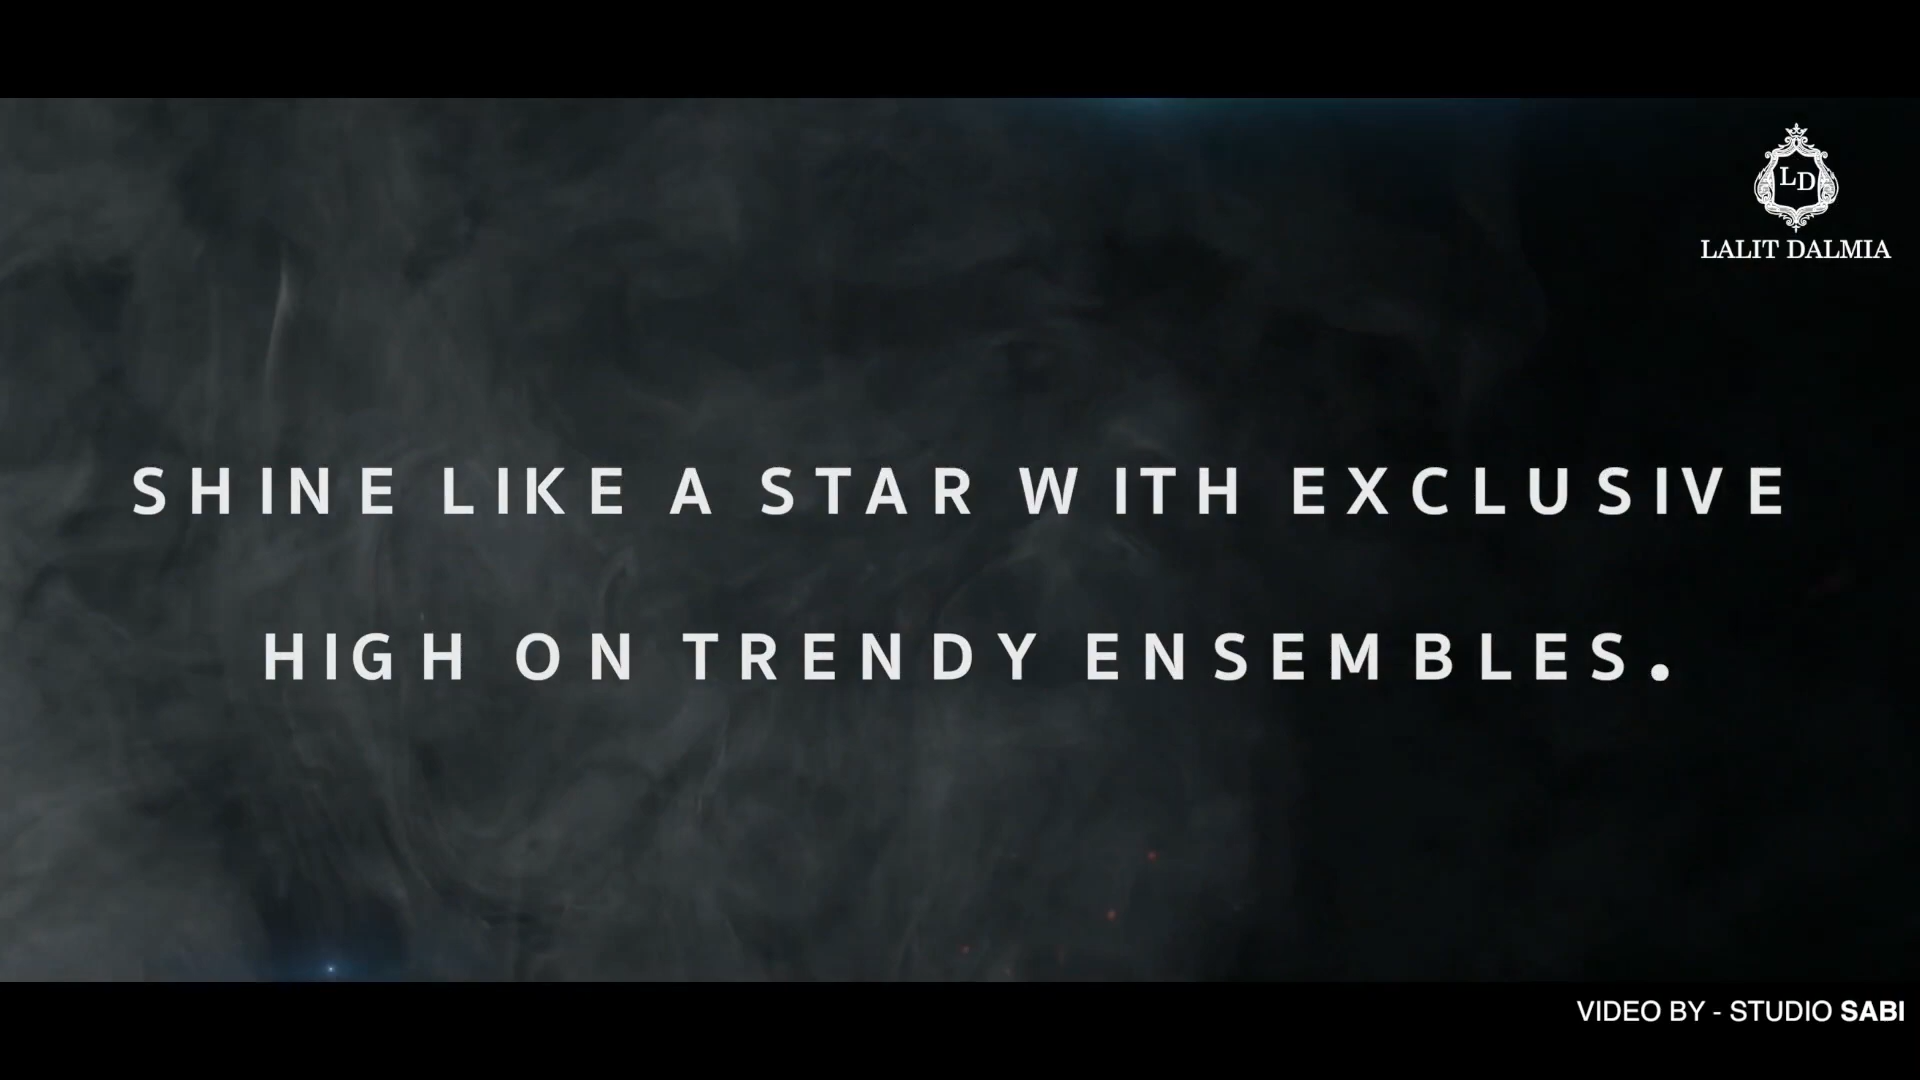 LD
LALIT DALMIA
SHINE LIKE A STAR WITH EXCLUSIVE
HIGH ON TRENDY ENSEMBLES.
VIDEO BY - STUDIO SABI